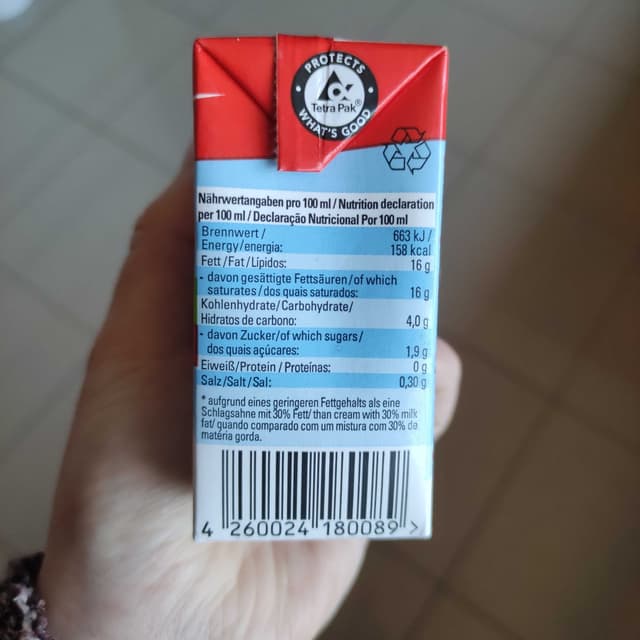 PROTECTS
Tetra Pak®
WHAT'S GOOD
Nährwertangaben pro 100 ml / Nutrition declaration
per 100 ml / Declaração Nutricional Por 100 ml
Brennwert / 663 kJ /
Energy/energia: 158 kcal
Fett /Fat /Lípidos: 16 g
- davon gesättigte Fettsäuren/of which
saturates/dos quais saturados: 16 g
Kohlenhydrate/Carbohydrate/
Hidratos de carbono: 4,0 g
- davon Zucker/of which sugars/
dos quais açúcares: 1,9 g
Eiweiß/Protein / Proteínas: 0 g
Salz/Salt/Sal: 0,30 g
* aufgrund eines geringeren Fettgehalts als eine
Schlagsahne mit 30% Fett/ than cream with 30% milk
fat/ quando comparado com um mistura com 30% de
matéria gorda.
4 260024 180089 >